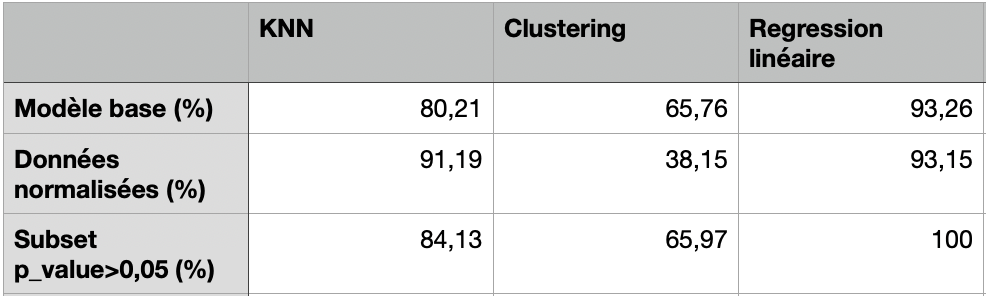 KNN
Clustering
Regression
linéaire
Modèle base (%)
80,21
65,76
93,26
Données
normalisées (%)
91,19
38,15
93,15
Subset
p_value>0,05 (%)
84,13
65,97
100